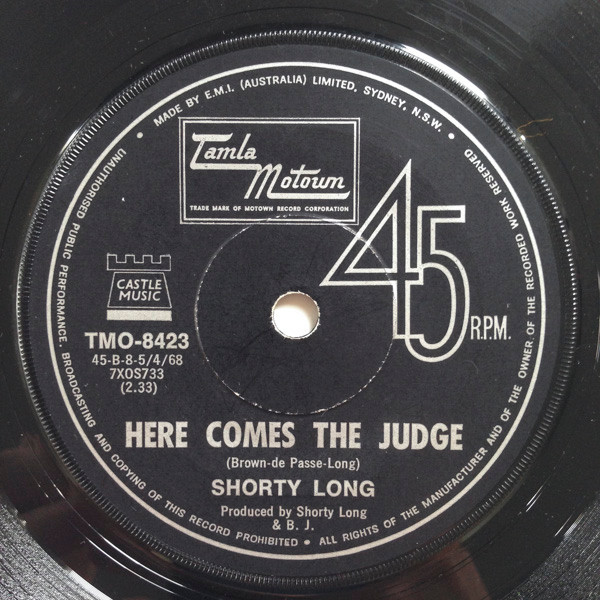 MADE BY E.M.I. (AUSTRALIA) LIMITED, SYDNEY, N.S.W. •
Tamla
Motown
TRADE MARK OF MOTOWN RECORD CORPORATION
45
R.P.M.
CASTLE
MUSIC
TMO-8423
45-B-8-5/4/68
7XOS733
(2.33)
HERE COMES THE JUDGE
(Brown-de Passe-Long)
SHORTY LONG
Produced by Shorty Long
& B. J.
UNAUTHORISED PUBLIC PERFORMANCE, BROADCASTING AND COPYING OF THIS RECORD PROHIBITED • ALL RIGHTS OF THE MANUFACTURER AND OF THE OWNER OF THE RECORDED WORK RESERVED •